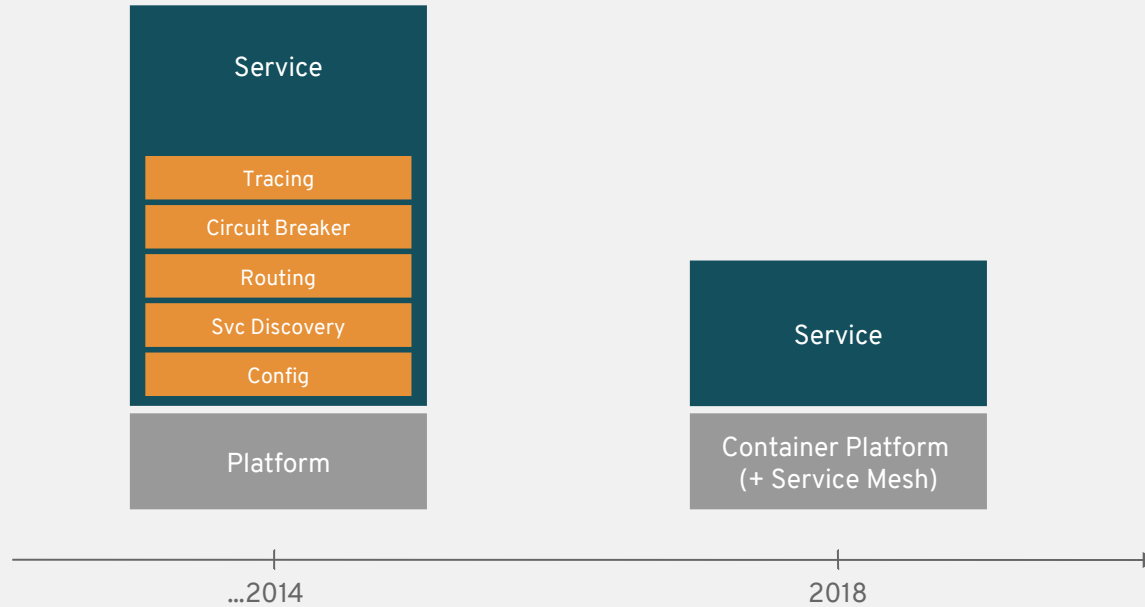 Service
Tracing
Circuit Breaker
Routing
Svc Discovery
Config
Platform
Service
Container Platform
(+ Service Mesh)
...2014
2018